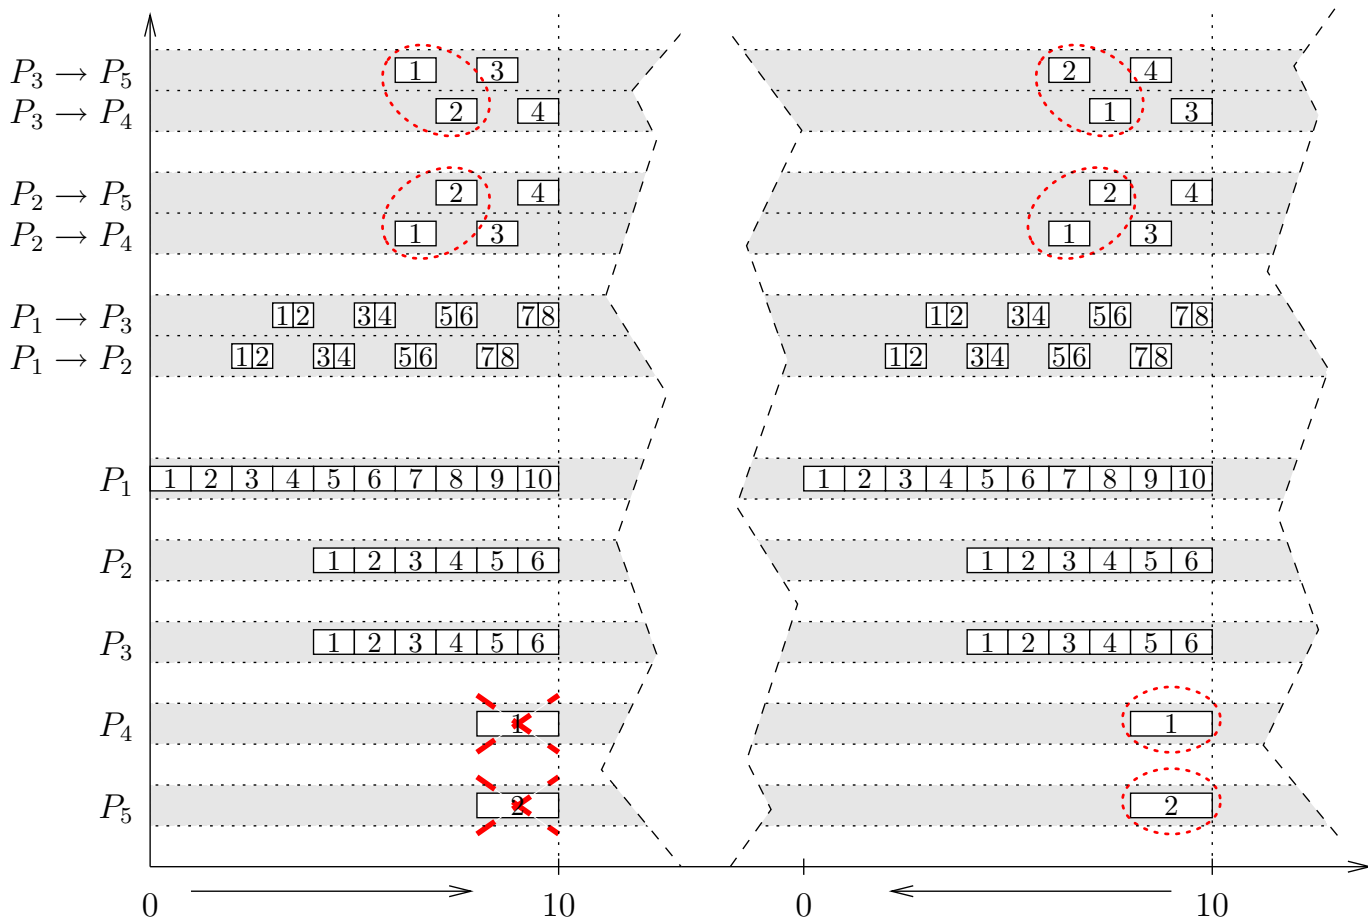 P3 → P5 1 3 2 4
P3 → P4 2 4 1 3
P2 → P5 2 4 2 4
P2 → P4 1 3 1 3
P1 → P3 1 2 3 4 5 6 7 8 1 2 3 4 5 6 7 8
P1 → P2 1 2 3 4 5 6 7 8 1 2 3 4 5 6 7 8
P1 1 2 3 4 5 6 7 8 9 10 1 2 3 4 5 6 7 8 9 10
P2 1 2 3 4 5 6 1 2 3 4 5 6
P3 1 2 3 4 5 6 1 2 3 4 5 6
P4 1 1
P5 2 2
0 10 0 10